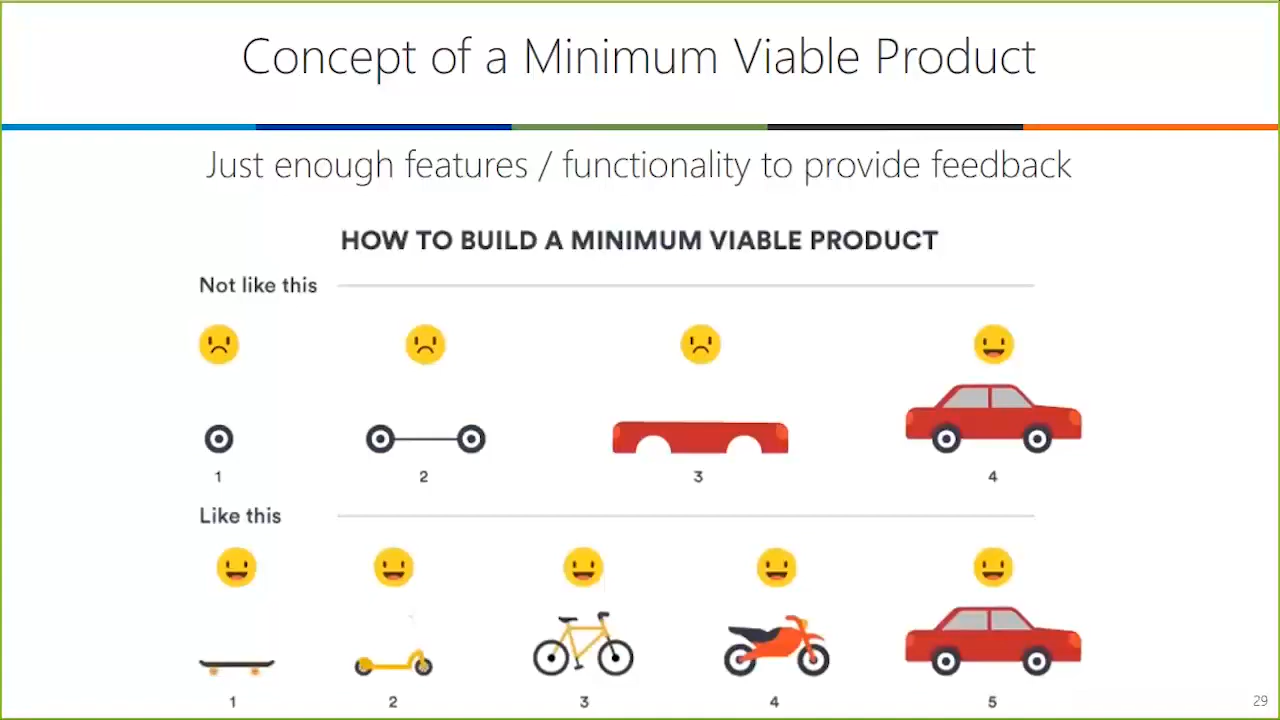 Concept of a Minimum Viable Product
Just enough features / functionality to provide feedback
HOW TO BUILD A MINIMUM VIABLE PRODUCT
Not like this
1 2 3 4
Like this
1 2 3 4 5
29